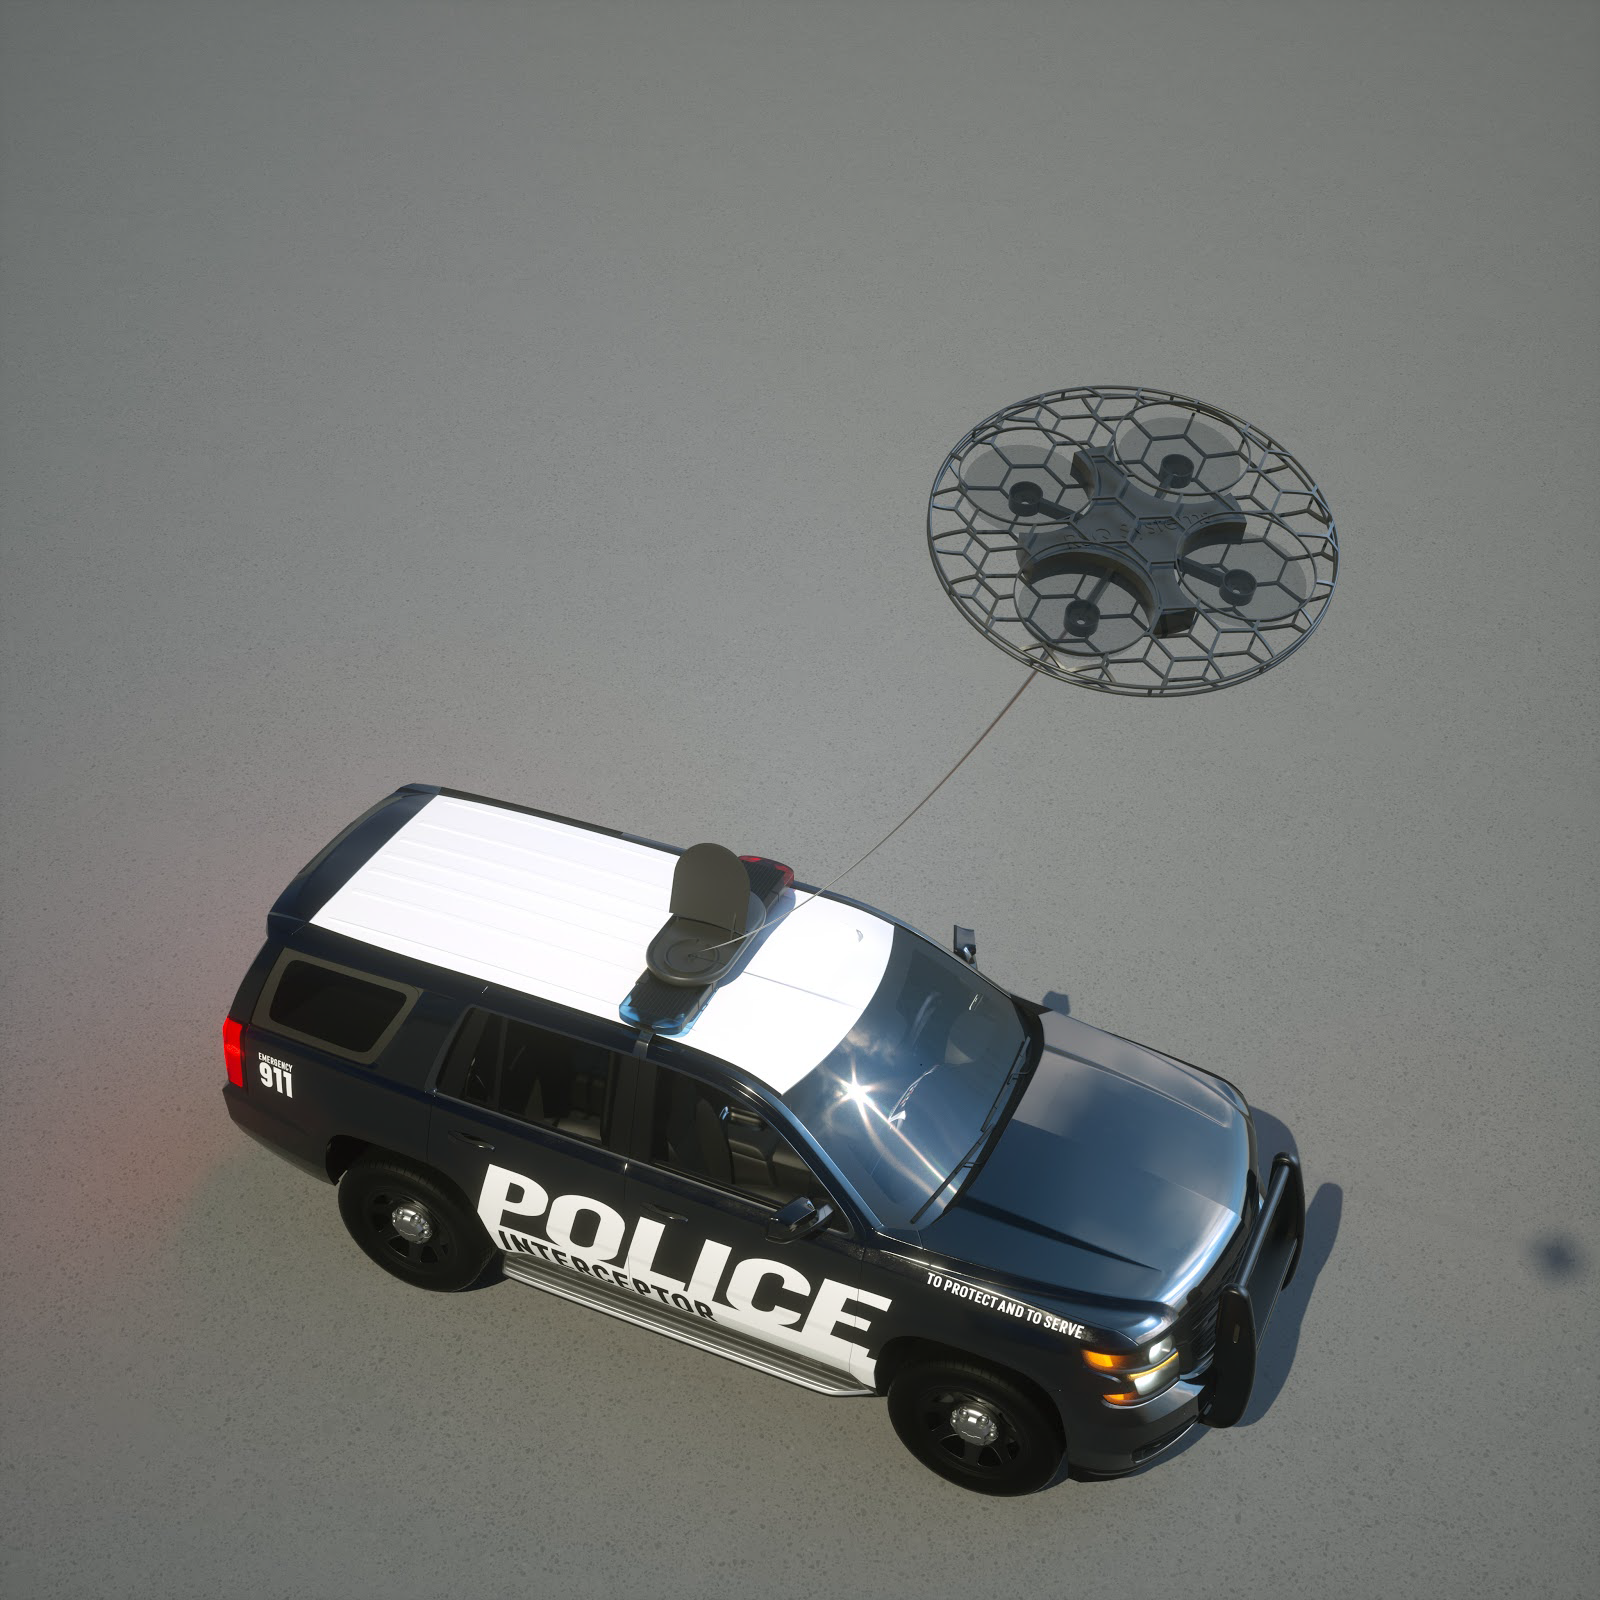 EMERGENCY
911
POLICE
INTERCEPTOR
TO PROTECT AND TO SERVE